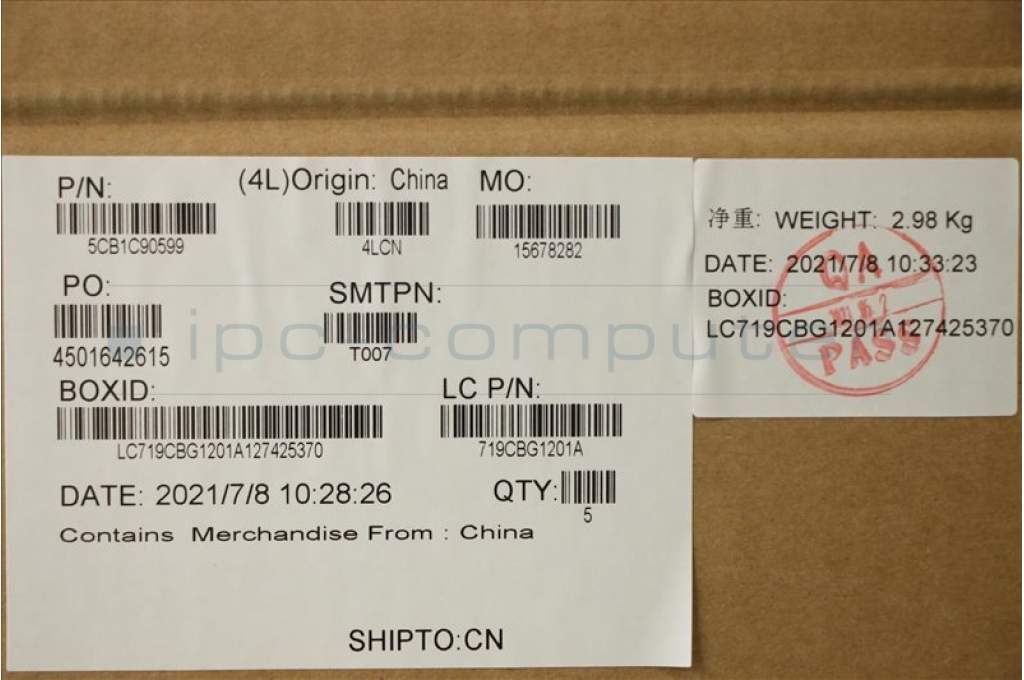 P/N:
5CB1C90599
(4L)Origin: China
4LCN
MO:
15678282
PO:
4501642615
SMTPN:
T007
BOXID:
LC719CBG1201A127425370
LC P/N:
719CBG1201A
DATE: 2021/7/8 10:28:26
QTY:
5
Contains Merchandise From : China
SHIPTO:CN
净重: WEIGHT: 2.98 Kg
DATE: 2021/7/8 10:33:23
BOXID:
LC719CBG1201A127425370
QA
PASS
ipc-compute